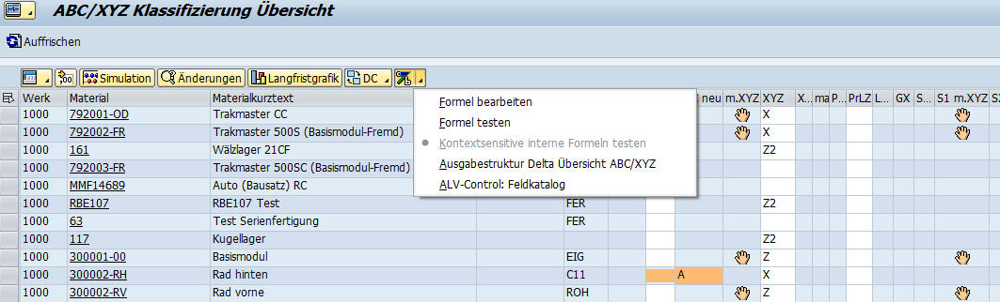 ABC/XYZ Klassifizierung Übersicht
Auffrischen
Simulation Änderungen Langfristgrafik DC
Werk Material Materialkurztext neu m.XYZ XYZ X... ma P... PrLZ L... GX S... S1 m.XYZ S2
Formel bearbeiten
Formel testen
Kontextsensitive interne Formeln testen
Ausgabestruktur Delta Übersicht ABC/XYZ
ALV-Control: Feldkatalog
1000 792001-OD Trakmaster CC X
1000 792002-FR Trakmaster 500S (Basismodul-Fremd) X
1000 161 Wälzlager 21CF Z2
1000 792003-FR Trakmaster 500SC (Basismodul-Fremd)
1000 MMF14689 Auto (Bausatz) RC
1000 RBE107 RBE107 Test FER Z2
1000 63 Test Serienfertigung FER
1000 117 Kugellager Z2
1000 300001-00 Basismodul EIG Z
1000 300002-RH Rad hinten C11 A X
1000 300002-RV Rad vorne ROH Z